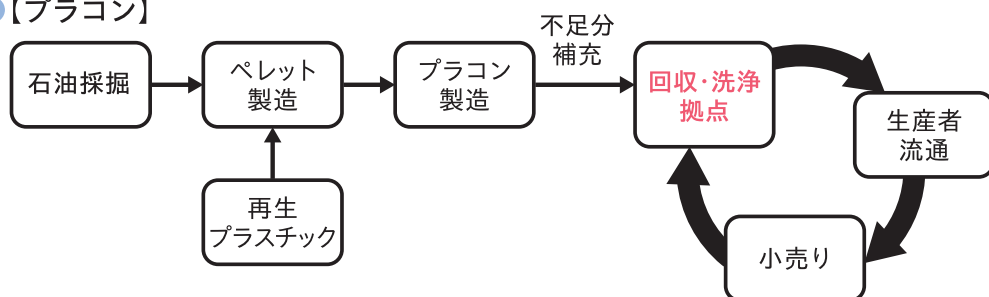 【プラコン】
石油採掘
ペレット
製造
プラコン
製造
不足分
補充
回収・洗浄
拠点
生産者
流通
小売り
再生
プラスチック